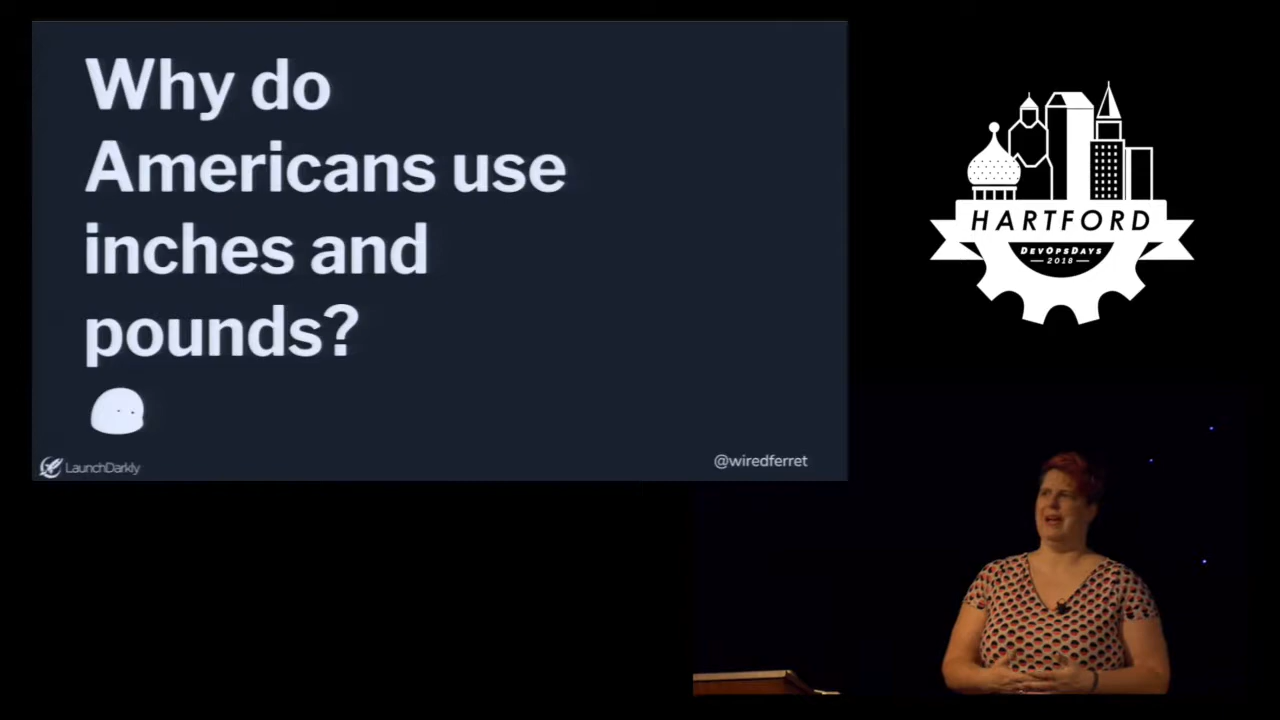 Why do
Americans use
inches and
pounds?
LaunchDarkly
@wiredferret
HARTFORD
DEVOPSDAYS
2018